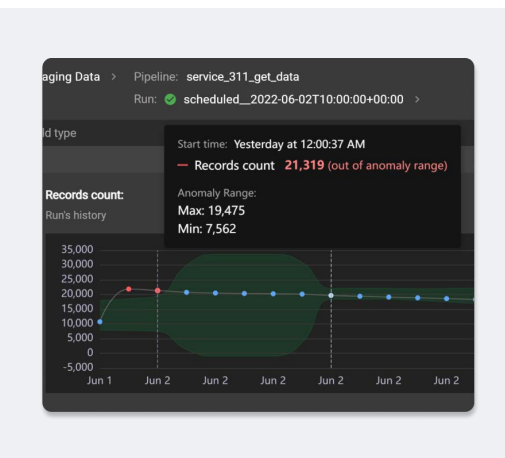 aging Data > Pipeline: service_311_get_data
Run: scheduled__2022-06-02T10:00:00+00:00 >
ld type
Start time: Yesterday at 12:00:37 AM
Records count 21,319 (out of anomaly range)
Anomaly Range:
Max: 19,475
Min: 7,562
Records count:
Run's history
35,000
30,000
25,000
20,000
15,000
10,000
5,000
0
-5,000
Jun 1 Jun 2 Jun 2 Jun 2 Jun 2 Jun 2 Jun 2